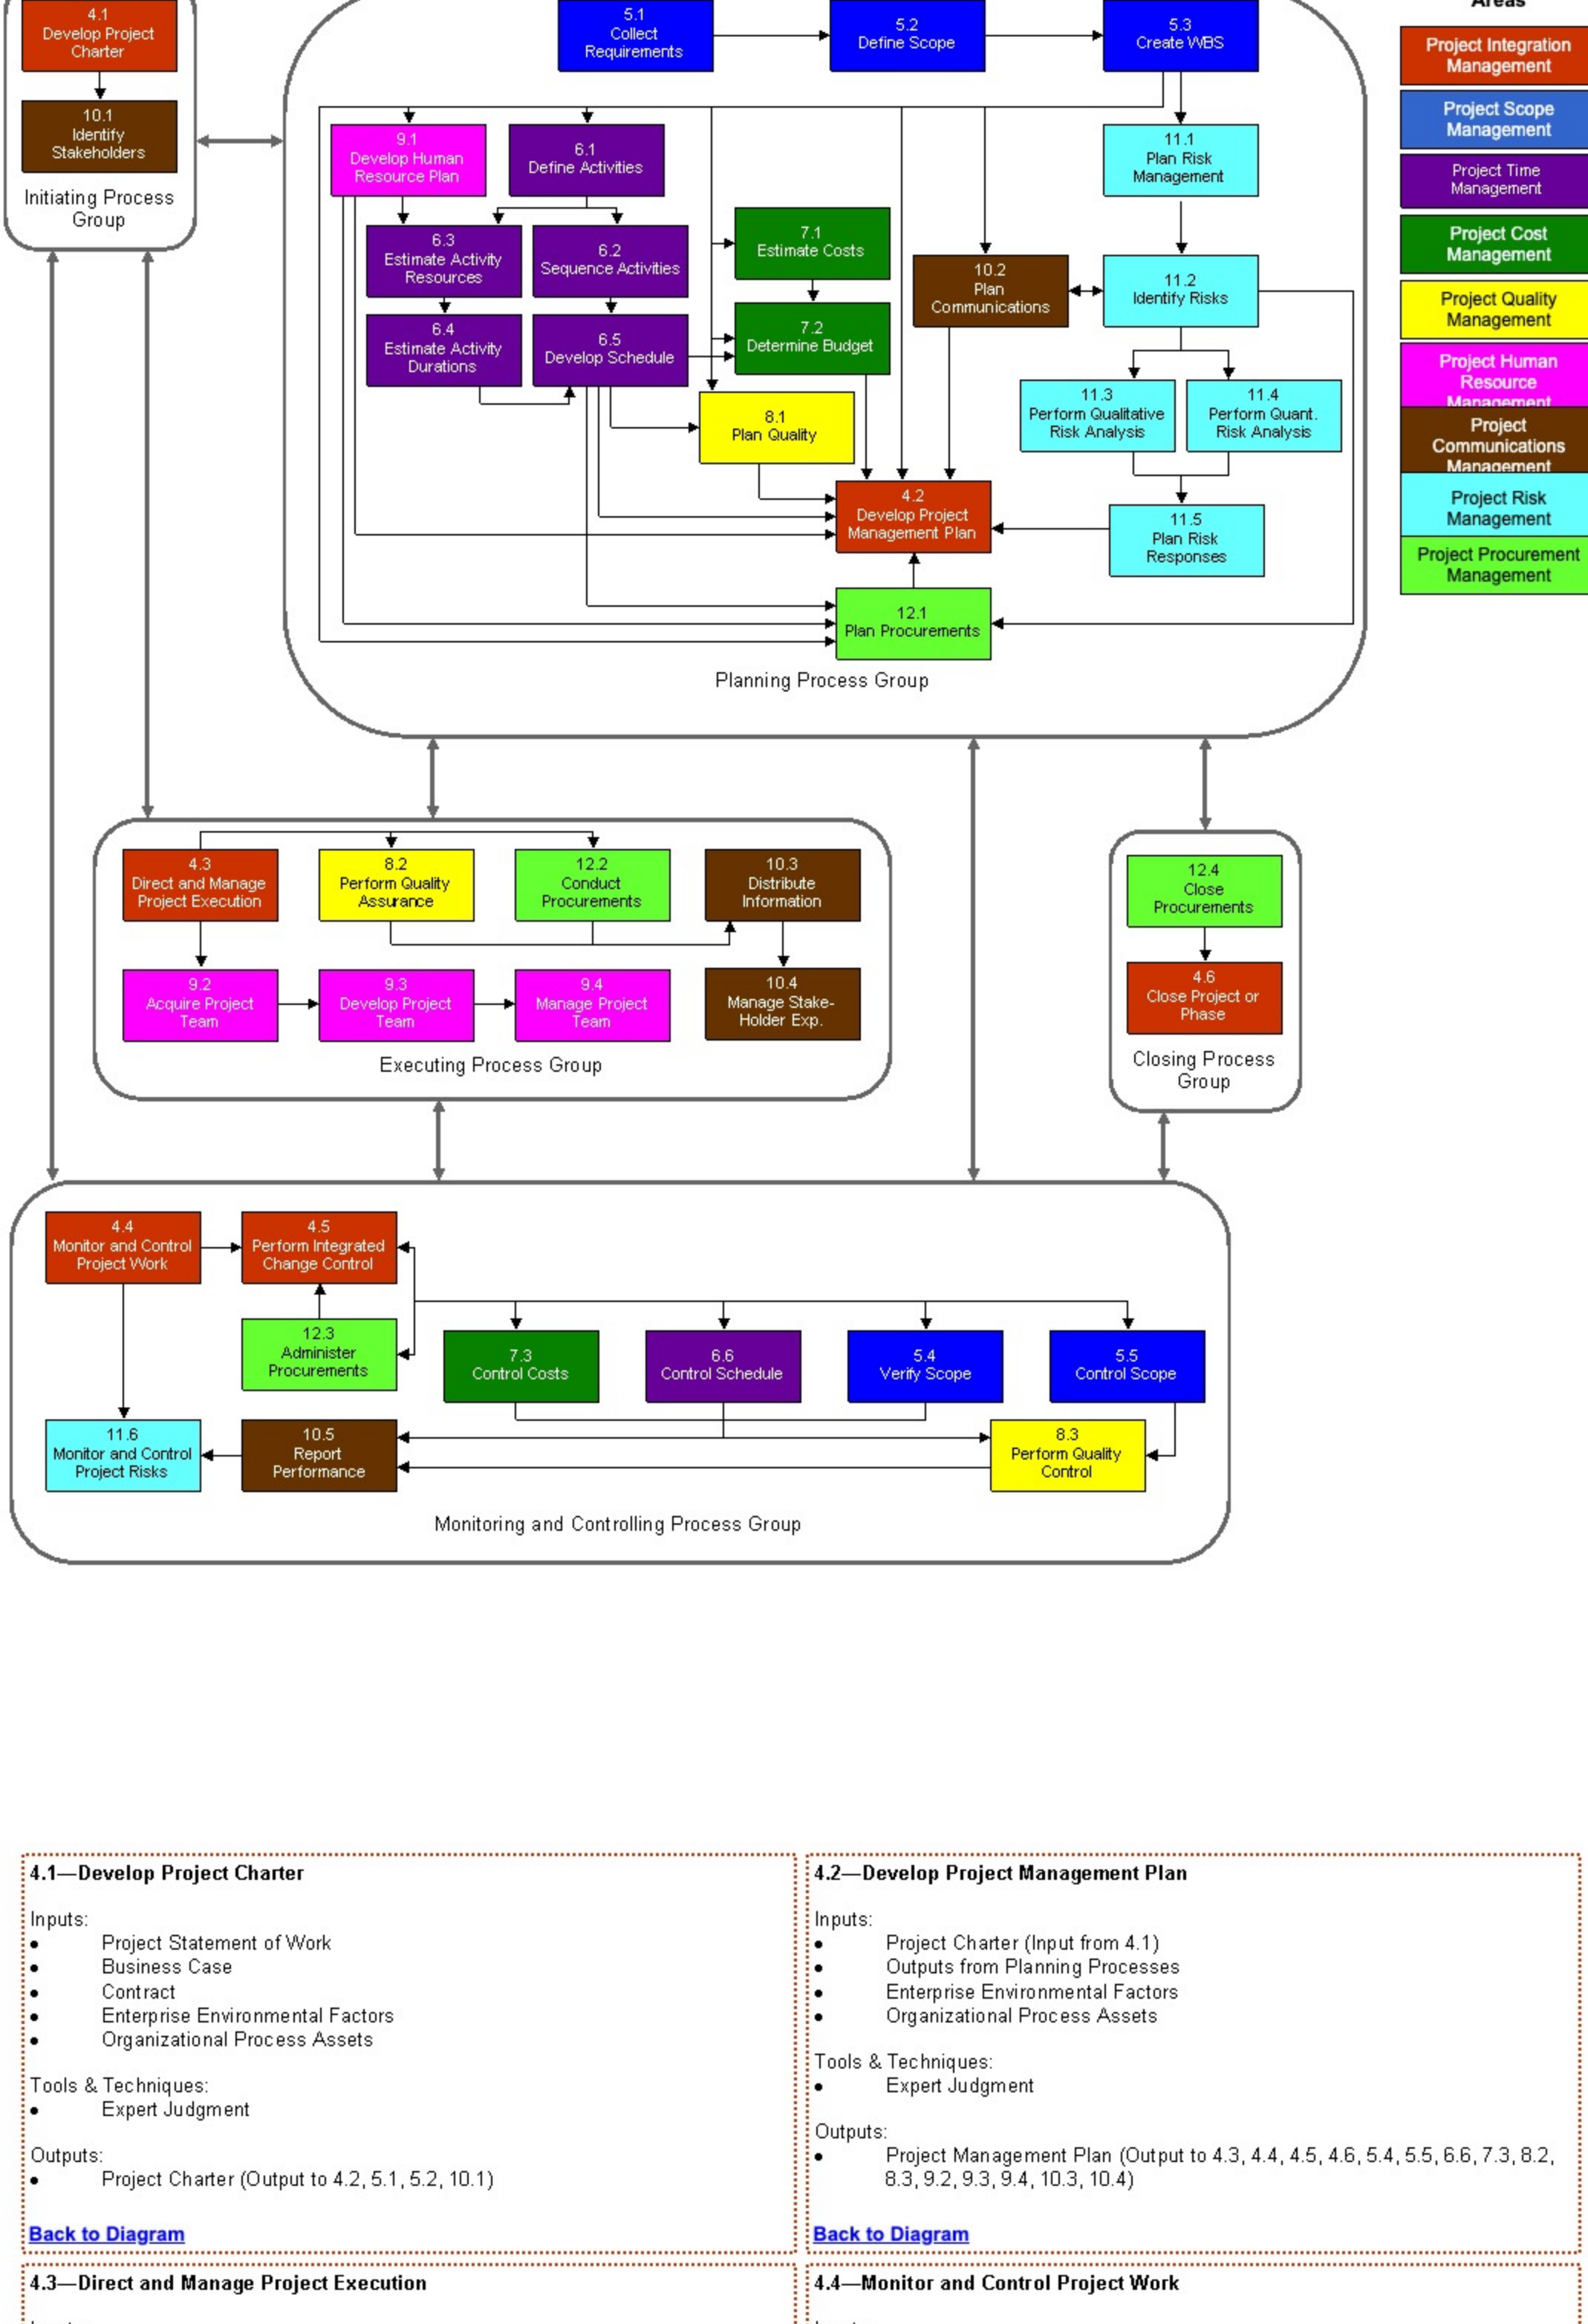 Areas
4.1
Develop Project
Charter
10.1
Identify
Stakeholders
Initiating Process
Group
5.1
Collect
Requirements
5.2
Define Scope
5.3
Create WBS
9.1
Develop Human
Resource Plan
6.1
Define Activities
11.1
Plan Risk
Management
6.3
Estimate Activity
Resources
6.2
Sequence Activities
7.1
Estimate Costs
10.2
Plan
Communications
11.2
Identify Risks
6.4
Estimate Activity
Durations
6.5
Develop Schedule
7.2
Determine Budget
8.1
Plan Quality
11.3
Perform Qualitative
Risk Analysis
11.4
Perform Quant.
Risk Analysis
4.2
Develop Project
Management Plan
11.5
Plan Risk
Responses
12.1
Plan Procurements
Planning Process Group
Project Integration
Management
Project Scope
Management
Project Time
Management
Project Cost
Management
Project Quality
Management
Project Human
Resource
Management
Project
Communications
Management
Project Risk
Management
Project Procurement
Management
4.3
Direct and Manage
Project Execution
8.2
Perform Quality
Assurance
12.2
Conduct
Procurements
10.3
Distribute
Information
9.2
Acquire Project
Team
9.3
Develop Project
Team
9.4
Manage Project
Team
10.4
Manage Stake-
Holder Exp.
Executing Process Group
12.4
Close
Procurements
4.6
Close Project or
Phase
Closing Process
Group
4.4
Monitor and Control
Project Work
4.5
Perform Integrated
Change Control
12.3
Administer
Procurements
7.3
Control Costs
6.6
Control Schedule
5.4
Verify Scope
5.5
Control Scope
11.6
Monitor and Control
Project Risks
10.5
Report
Performance
8.3
Perform Quality
Control
Monitoring and Controlling Process Group
4.1—Develop Project Charter
Inputs:
• Project Statement of Work
• Business Case
• Contract
• Enterprise Environmental Factors
• Organizational Process Assets
Tools & Techniques:
• Expert Judgment
Outputs:
• Project Charter (Output to 4.2, 5.1, 5.2, 10.1)
Back to Diagram
4.2—Develop Project Management Plan
Inputs:
• Project Charter (Input from 4.1)
• Outputs from Planning Processes
• Enterprise Environmental Factors
• Organizational Process Assets
Tools & Techniques:
• Expert Judgment
Outputs:
• Project Management Plan (Output to 4.3, 4.4, 4.5, 4.6, 5.4, 5.5, 6.6, 7.3, 8.2,
8.3, 9.2, 9.3, 9.4, 10.3, 10.4)
Back to Diagram
4.3—Direct and Manage Project Execution
4.4—Monitor and Control Project Work